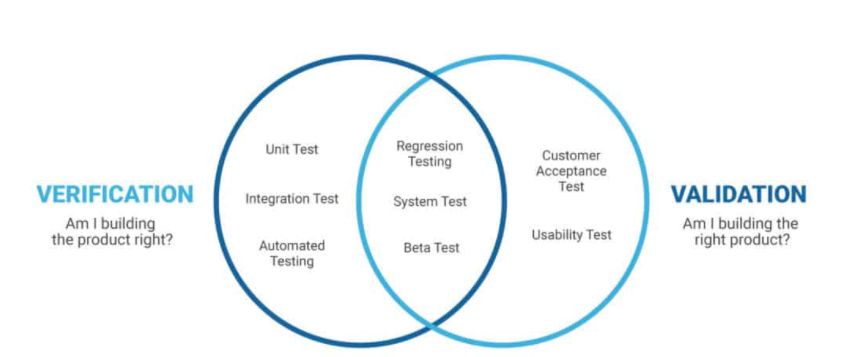 VERIFICATION
Am I building
the product right?
Unit Test
Integration Test
Automated
Testing
Regression
Testing
System Test
Beta Test
Customer
Acceptance
Test
Usability Test
VALIDATION
Am I building the
right product?